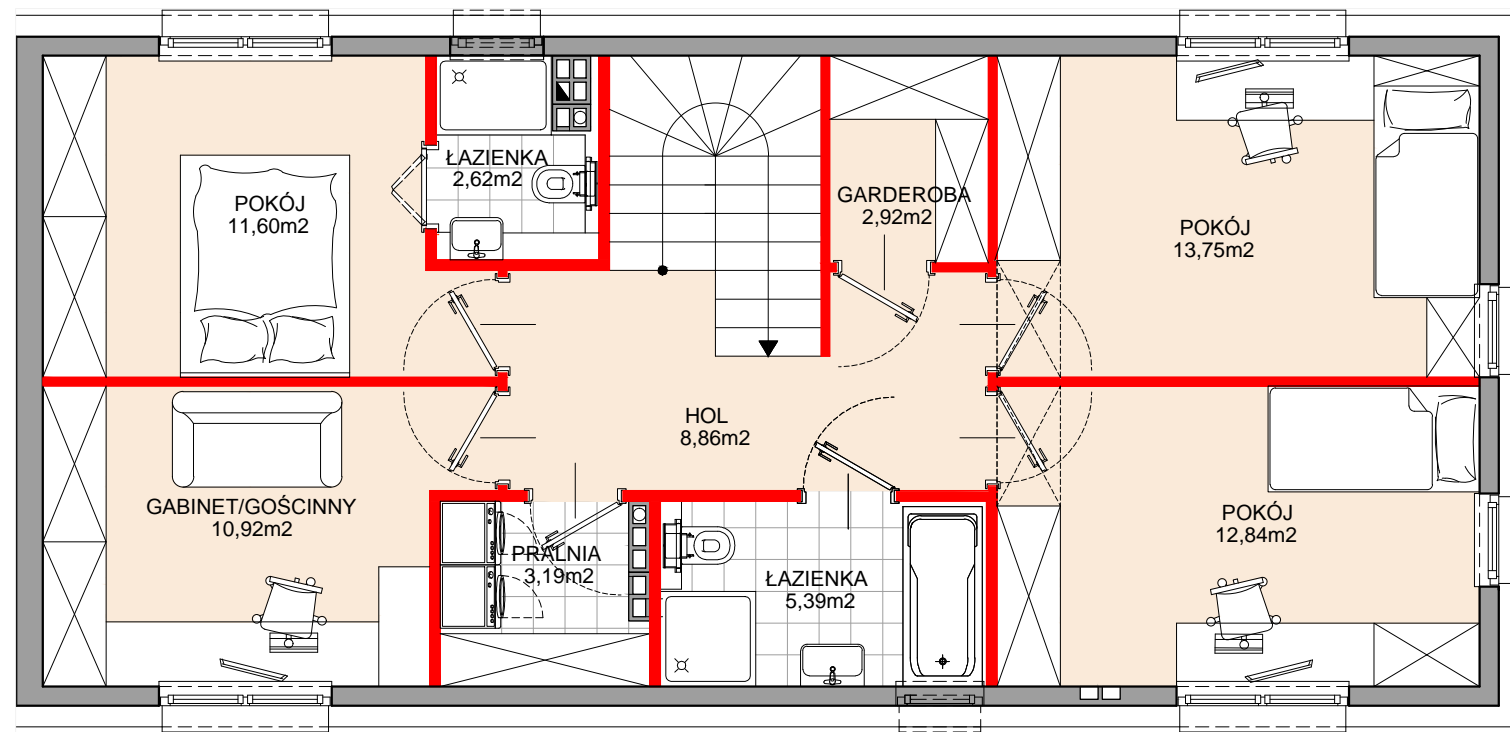 ŁAZIENKA
2,62m2
POKÓJ
11,60m2
GARDEROBA
2,92m2
POKÓJ
13,75m2
HOL
8,86m2
GABINET/GOŚCINNY
10,92m2
POKÓJ
12,84m2
PRALNIA
3,19m2
ŁAZIENKA
5,39m2